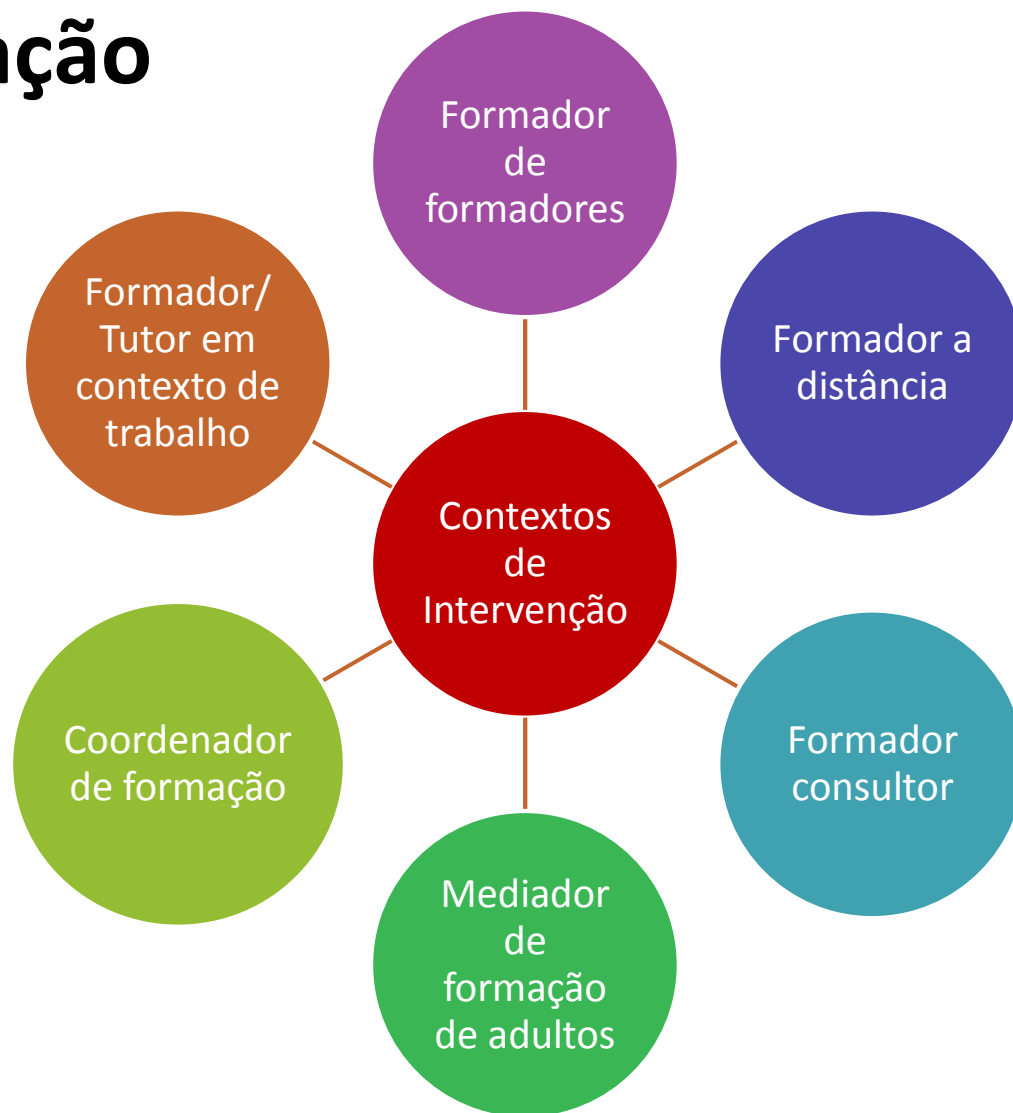 ação
Formador
de
formadores
Formador/
Tutor em
contexto de
trabalho
Formador a
distância
Contextos
de
Intervenção
Coordenador
de formação
Formador
consultor
Mediador
de
formação
de adultos